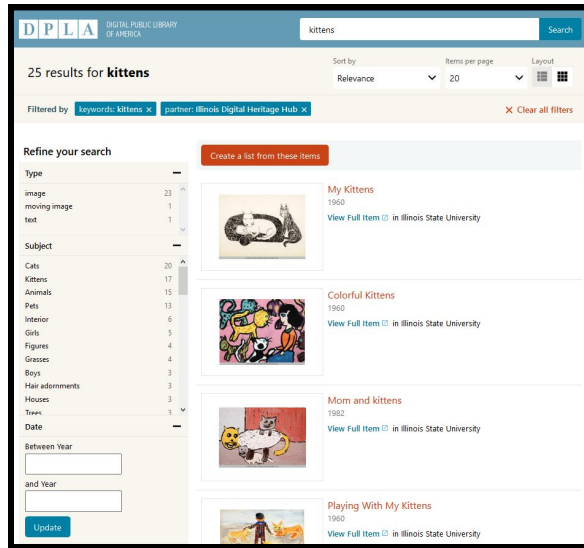 DPLA
DIGITAL PUBLIC LIBRARY
OF AMERICA
kittens
Search
25 results for kittens
Sort by
Relevance
Items per page
20
Layout
Filtered by
keywords: kittens ×
partner: Illinois Digital Heritage Hub ×
× Clear all filters
Refine your search
Type
image 23
moving image 1
text 1
Subject
Cats 20
Kittens 17
Animals 15
Pets 13
Interior 6
Girls 5
Figures 4
Grasses 4
Boys 3
Hair adornments 3
Houses 3
Trees 3
Date
Between Year
and Year
Update
Create a list from these items
My Kittens
1960
View Full Item in Illinois State University
Colorful Kittens
1960
View Full Item in Illinois State University
Mom and kittens
1982
View Full Item in Illinois State University
Playing With My Kittens
1960
View Full Item in Illinois State University